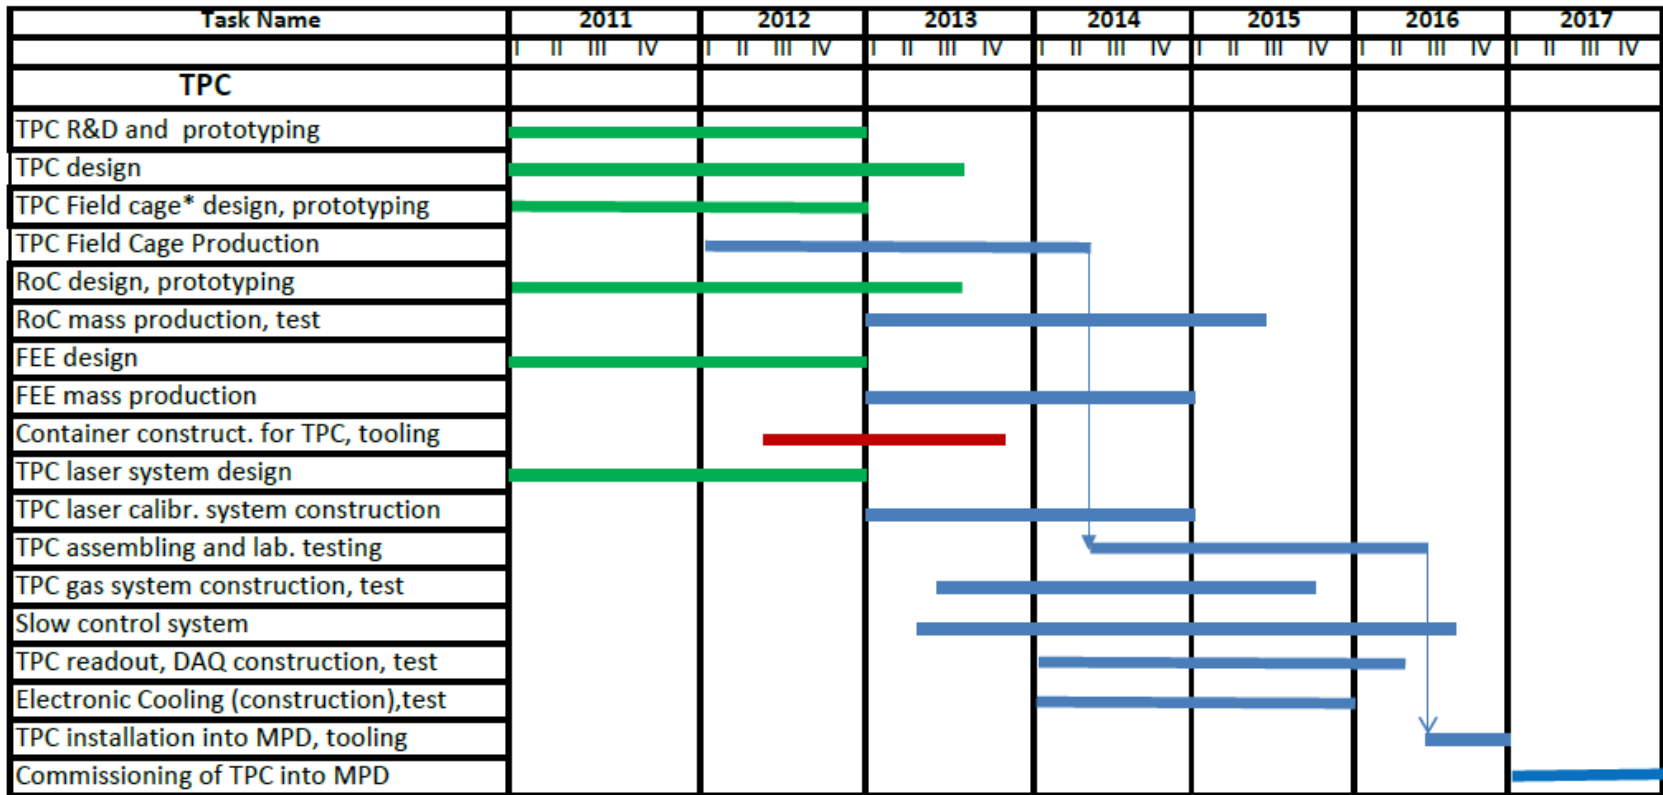 Task Name 2011 2012 2013 2014 2015 2016 2017
I II III IV I II III IV I II III IV I II III IV I II III IV I II III IV I II III IV
TPC
TPC R&D and prototyping
TPC design
TPC Field cage* design, prototyping
TPC Field Cage Production
RoC design, prototyping
RoC mass production, test
FEE design
FEE mass production
Container construct. for TPC, tooling
TPC laser system design
TPC laser calibr. system construction
TPC assembling and lab. testing
TPC gas system construction, test
Slow control system
TPC readout, DAQ construction, test
Electronic Cooling (construction),test
TPC installation into MPD, tooling
Commissioning of TPC into MPD